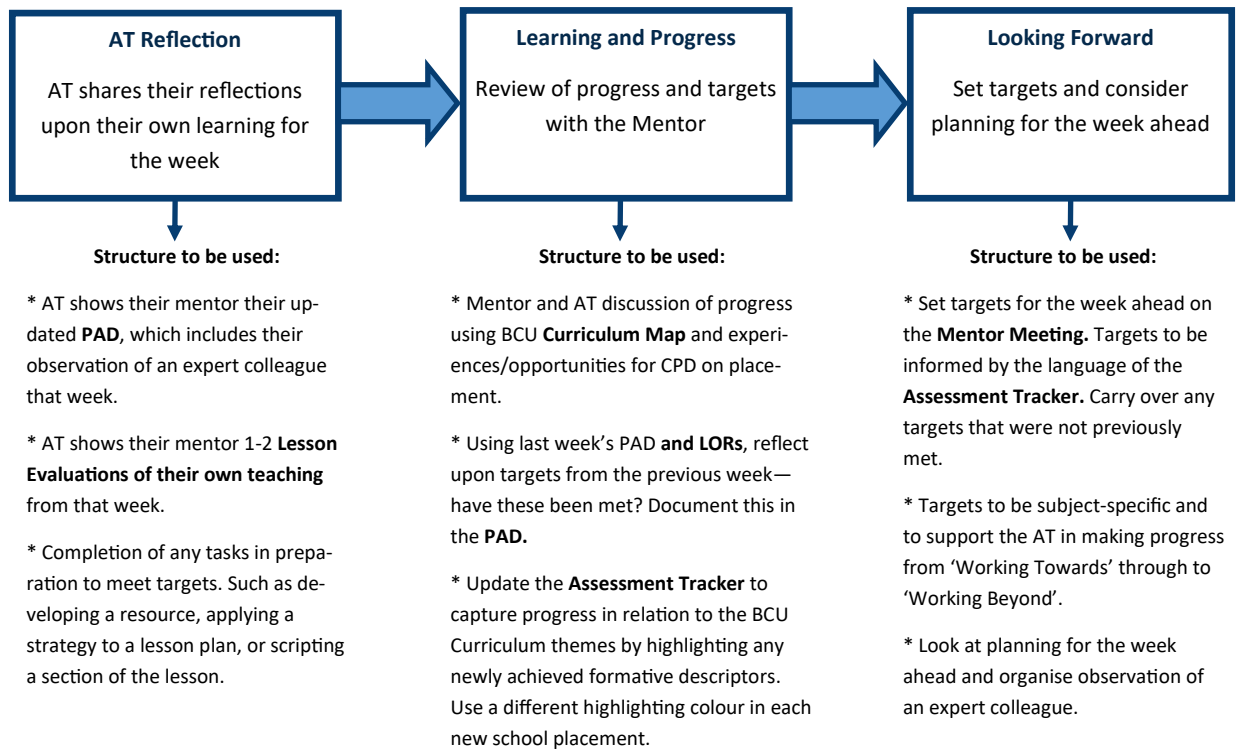 AT Reflection
AT shares their reflections
upon their own learning for
the week
Structure to be used:
* AT shows their mentor their up-
dated PAD, which includes their
observation of an expert colleague
that week.
* AT shows their mentor 1-2 Lesson
Evaluations of their own teaching
from that week.
* Completion of any tasks in prepa-
ration to meet targets. Such as de-
veloping a resource, applying a
strategy to a lesson plan, or scripting
a section of the lesson.
Learning and Progress
Review of progress and targets
with the Mentor
Structure to be used:
* Mentor and AT discussion of progress
using BCU Curriculum Map and experi-
ences/opportunities for CPD on place-
ment.
* Using last week’s PAD and LORs, reflect
upon targets from the previous week—
have these been met? Document this in
the PAD.
* Update the Assessment Tracker to
capture progress in relation to the BCU
Curriculum themes by highlighting any
newly achieved formative descriptors.
Use a different highlighting colour in each
new school placement.
Looking Forward
Set targets and consider
planning for the week ahead
Structure to be used:
* Set targets for the week ahead on
the Mentor Meeting. Targets to be
informed by the language of the
Assessment Tracker. Carry over any
targets that were not previously
met.
* Targets to be subject-specific and
to support the AT in making progress
from ‘Working Towards’ through to
‘Working Beyond’.
* Look at planning for the week
ahead and organise observation of
an expert colleague.